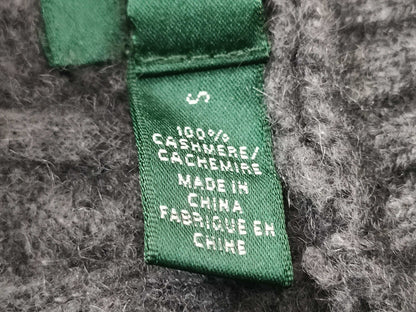 S
100%
CASHMERE/
CACHEMIRE
MADE IN
CHINA
FABRIQUE EN
CHINE